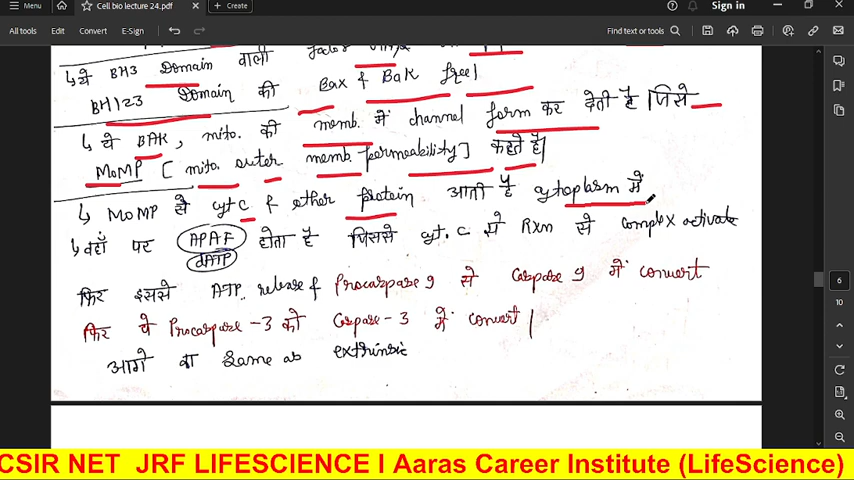 Menu
Cell bio lecture 24.pdf
Create
Sign in
All tools Edit Convert E-Sign
Find text or tools
↳ ये BH3 Domain वाली
BH123 Domain की Bax & Bak free|
↳ ये BAK, mito. की memb. में channel form कर देती है जिसे
MoMP [mito. outer memb. permeability] कहते हैं|
↳ MoMP से cyt C & other protein आती है cytoplasm में
↳ वहाँ पर APAF होता है जिससे cyt. C से Rxn से complex activate
dATP
फिर इससे ATP.. release & Procaspase 9 से Caspase 9 में convert
फिर ये Procaspase-3 को Caspase-3 में convert|
आगे का same as extrinsic
6
10
CSIR NET JRF LIFESCIENCE I Aaras Career Institute (LifeScience)